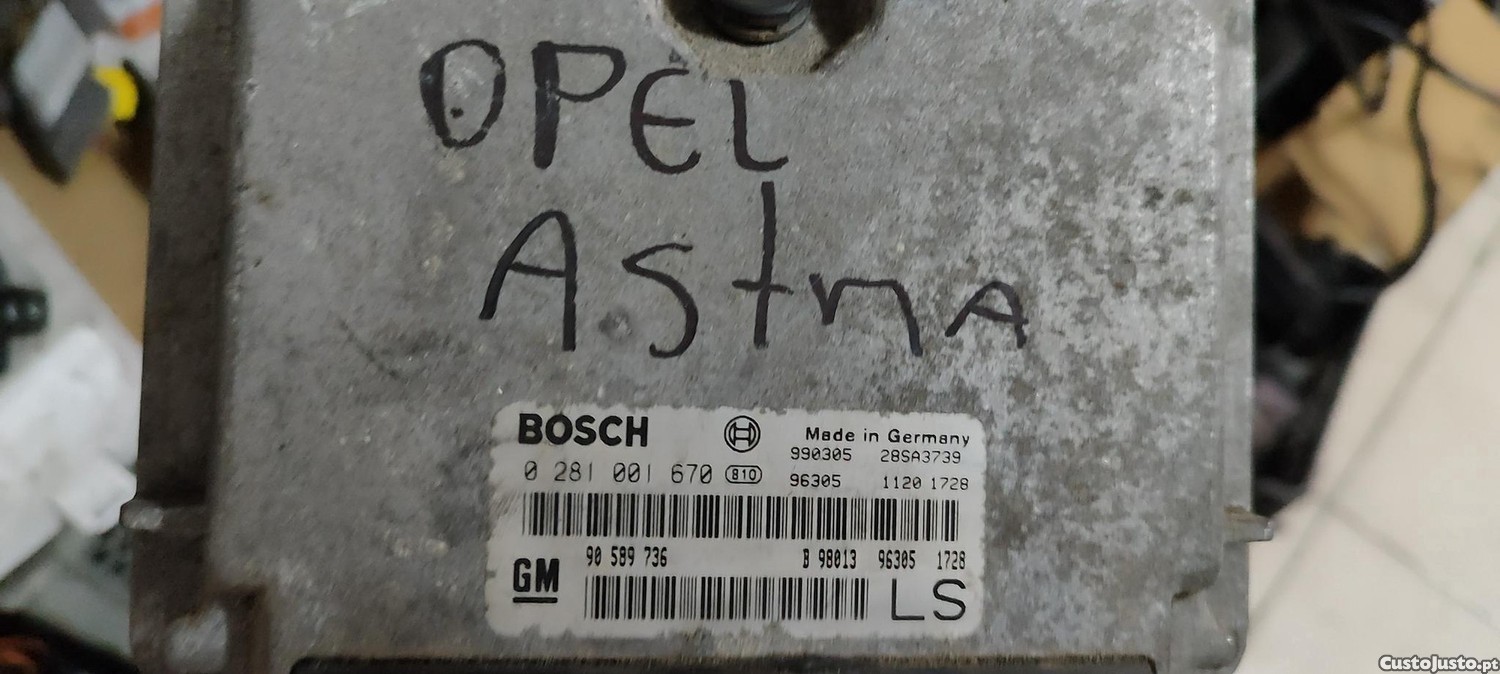 OPEL
AstrA
BOSCH
Made in Germany
990305 28SA3739
0 281 001 670 810
96305 1120 1728
90 589 736 B 98013 96305 1728
GM
LS
CustoJusto.pt